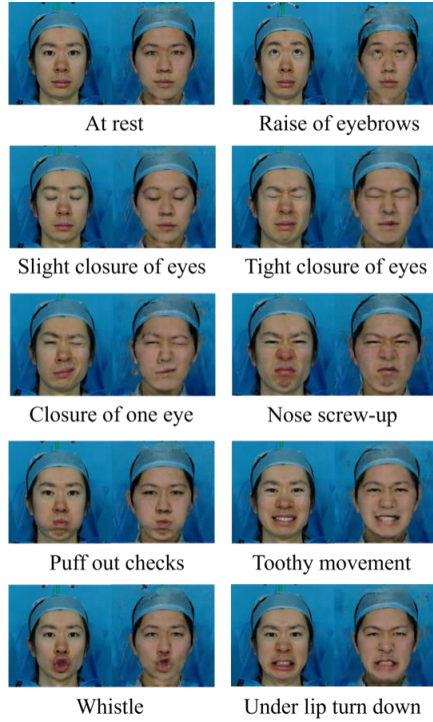 At rest
Raise of eyebrows
Slight closure of eyes
Tight closure of eyes
Closure of one eye
Nose screw-up
Puff out checks
Toothy movement
Whistle
Under lip turn down